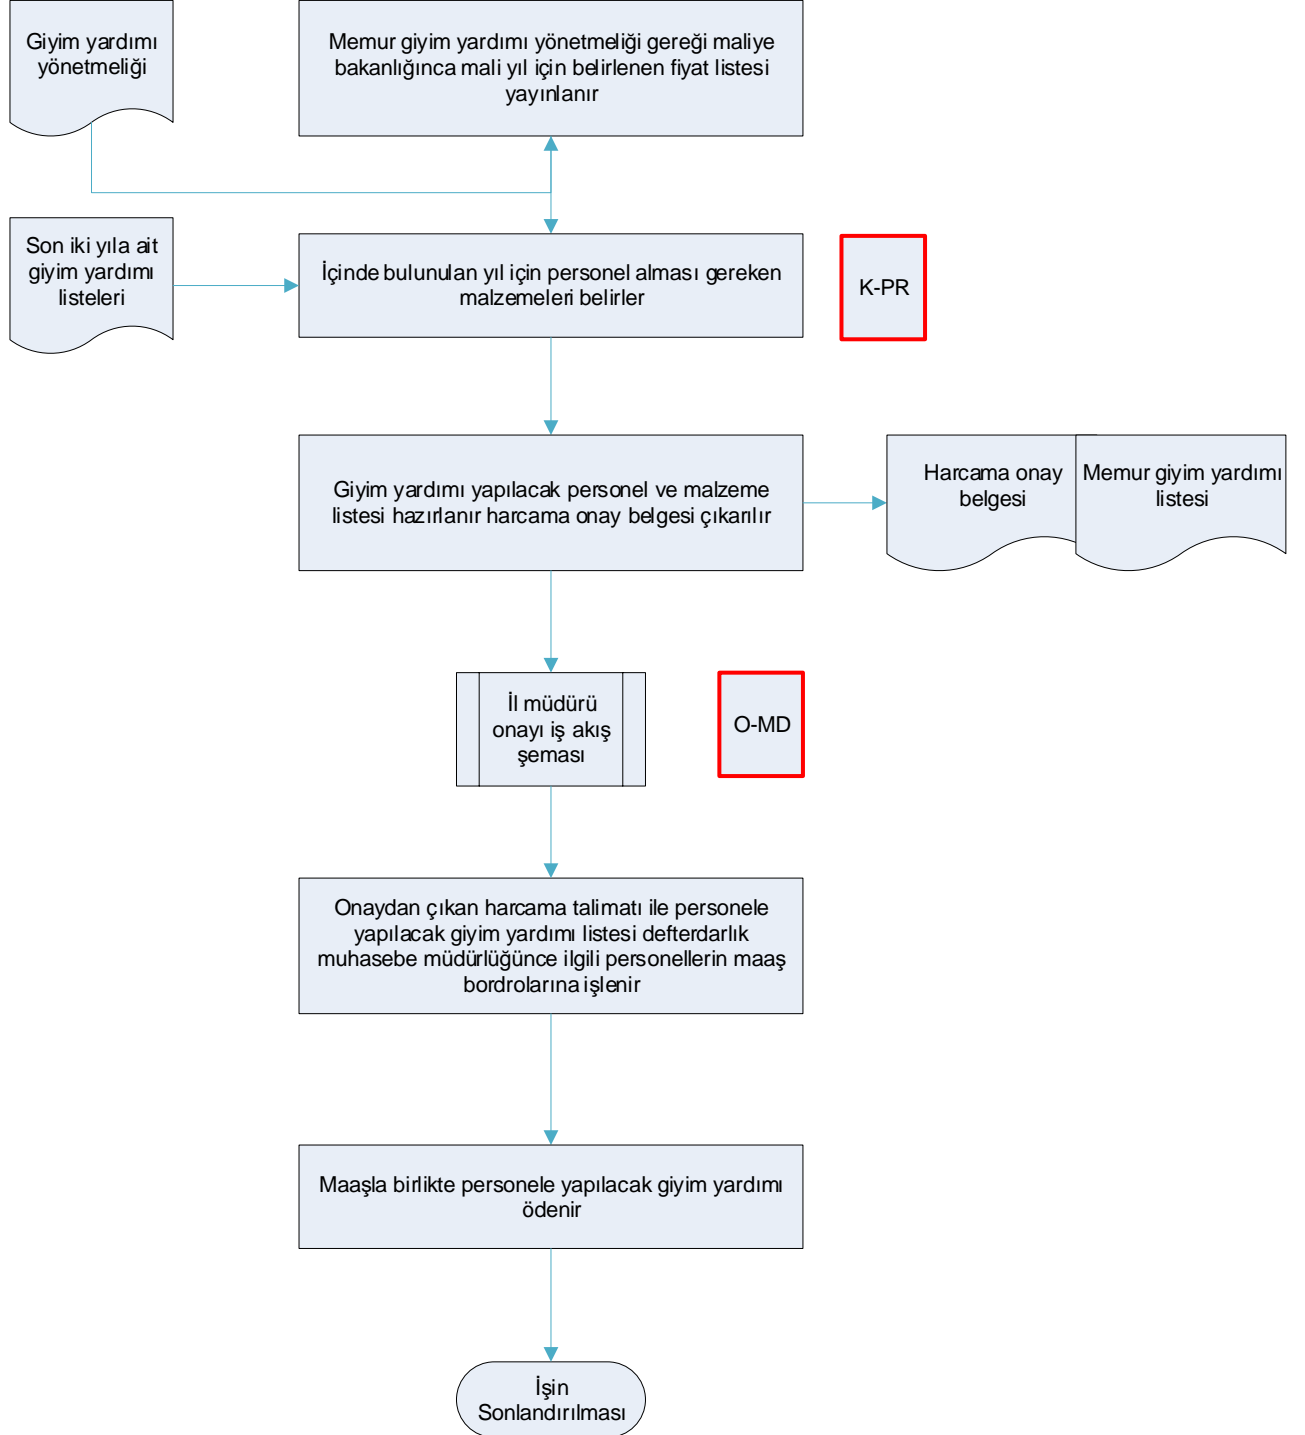 Giyim yardımı
yönetmeliği
Memur giyim yardımı yönetmeliği gereği maliye
bakanlığınca mali yıl için belirlenen fiyat listesi
yayınlanır
Son iki yıla ait
giyim yardımı
listeleri
İçinde bulunulan yıl için personel alması gereken
malzemeleri belirler
K-PR
Giyim yardımı yapılacak personel ve malzeme
listesi hazırlanır harcama onay belgesi çıkarılır
Harcama onay
belgesi
Memur giyim yardımı
listesi
İl müdürü
onayı iş akış
şeması
O-MD
Onaydan çıkan harcama talimatı ile personele
yapılacak giyim yardımı listesi defterdarlık
muhasebe müdürlüğünce ilgili personellerin maaş
bordrolarına işlenir
Maaşla birlikte personele yapılacak giyim yardımı
ödenir
İşin
Sonlandırılması